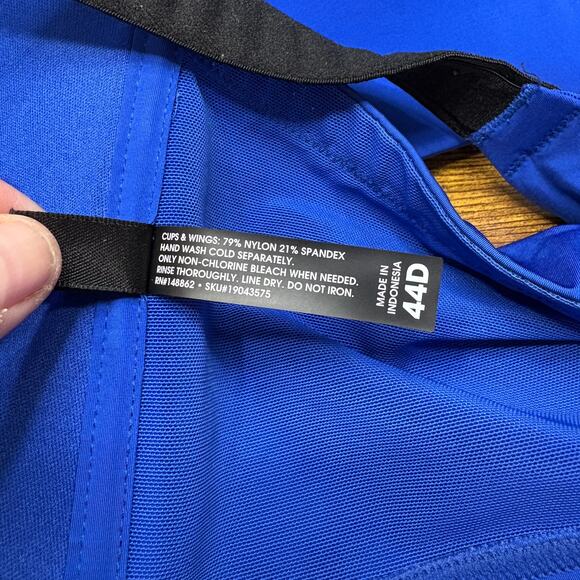 CUPS & WINGS: 79% NYLON 21% SPANDEX
HAND WASH COLD SEPARATELY.
ONLY NON-CHLORINE BLEACH WHEN NEEDED.
RINSE THOROUGHLY. LINE DRY. DO NOT IRON.
RN#148862 • SKU#19043575
MADE IN
INDONESIA
44D